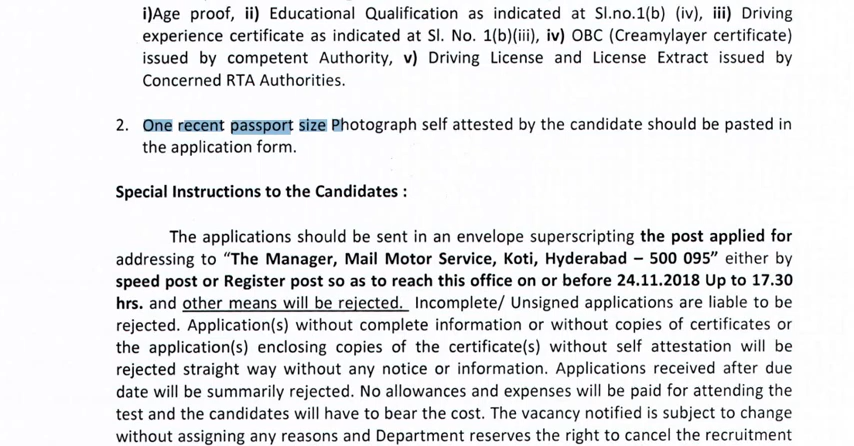 i)Age proof, ii) Educational Qualification as indicated at Sl.no.1(b) (iv), iii) Driving
experience certificate as indicated at Sl. No. 1(b)(iii), iv) OBC (Creamylayer certificate)
issued by competent Authority, v) Driving License and License Extract issued by
Concerned RTA Authorities.
2. One recent passport size Photograph self attested by the candidate should be pasted in
the application form.
Special Instructions to the Candidates :
The applications should be sent in an envelope superscripting the post applied for
addressing to “The Manager, Mail Motor Service, Koti, Hyderabad – 500 095” either by
speed post or Register post so as to reach this office on or before 24.11.2018 Up to 17.30
hrs. and other means will be rejected. Incomplete/ Unsigned applications are liable to be
rejected. Application(s) without complete information or without copies of certificates or
the application(s) enclosing copies of the certificate(s) without self attestation will be
rejected straight way without any notice or information. Applications received after due
date will be summarily rejected. No allowances and expenses will be paid for attending the
test and the candidates will have to bear the cost. The vacancy notified is subject to change
without assigning any reasons and Department reserves the right to cancel the recruitment